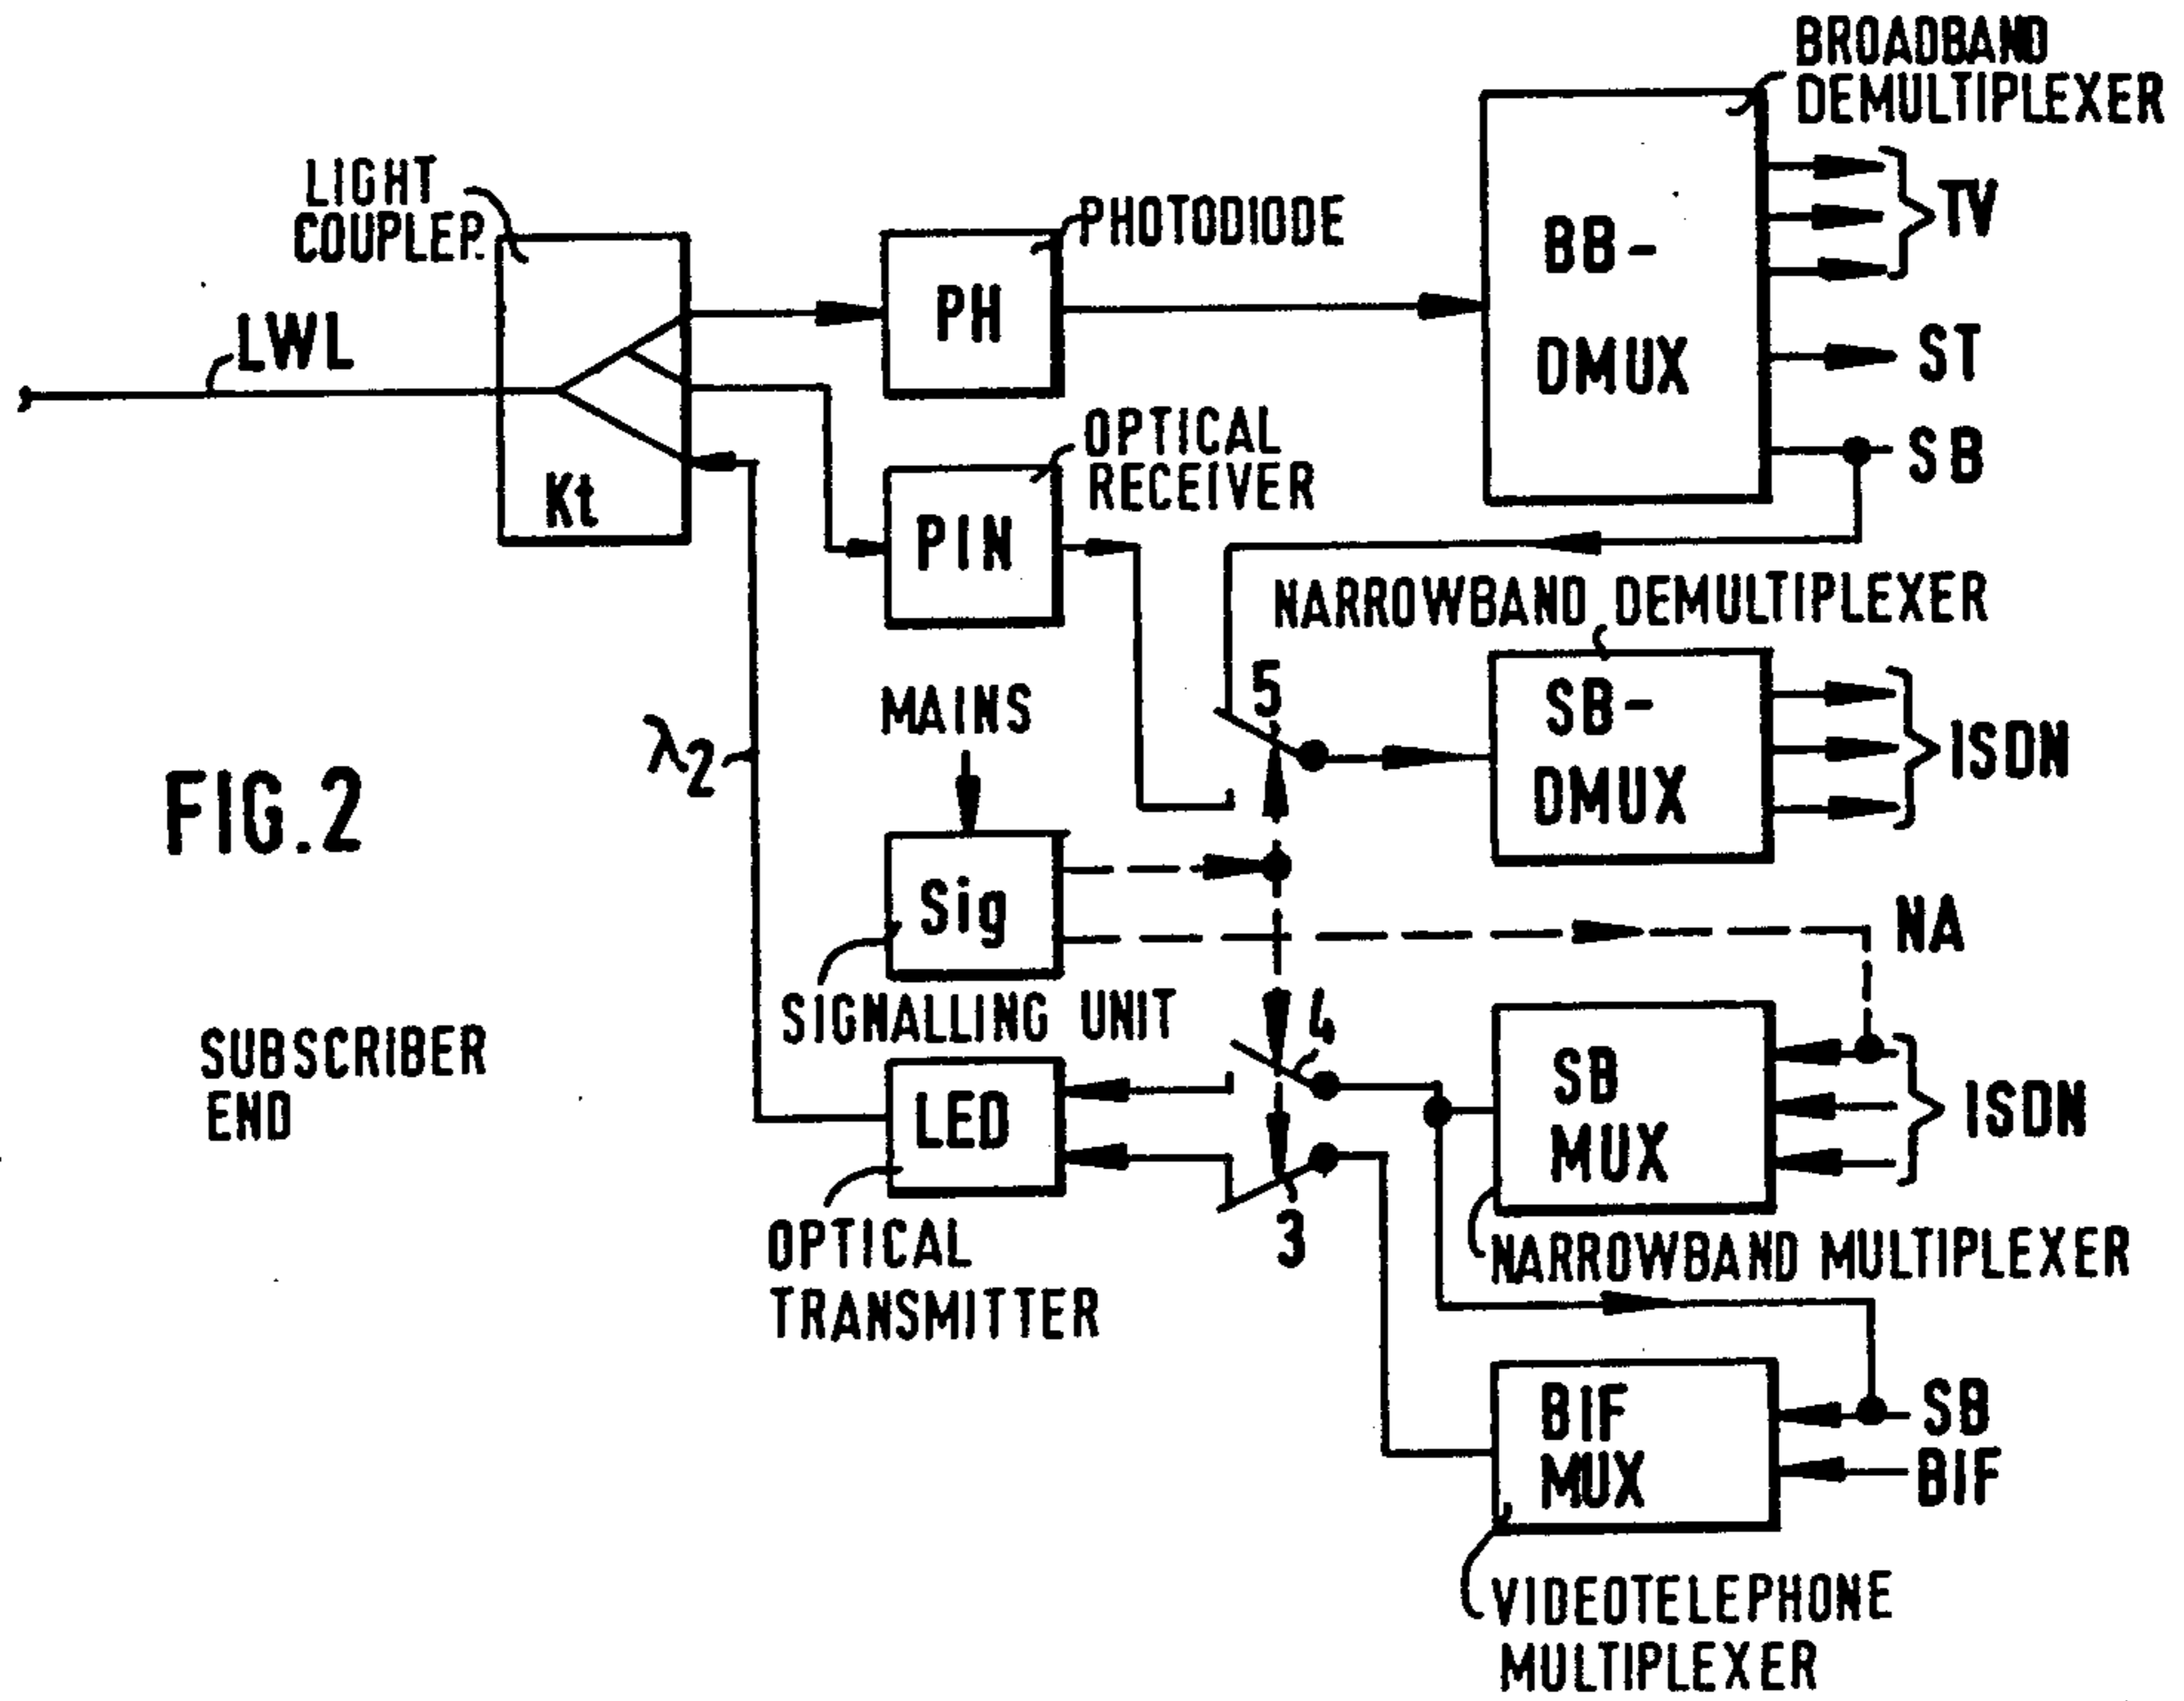 BROADBAND
DEMULTIPLEXER
LIGHT
COUPLER
PHOTODIODE
TV
BB-
DMUX
PH
LWL
ST
OPTICAL
RECEIVER
SB
Kt
PIN
NARROWBAND DEMULTIPLEXER
5
SB-
DMUX
MAINS
λ2
ISDN
FIG.2
Sig
NA
SIGNALLING UNIT
4
SUBSCRIBER
END
SB
MUX
LED
ISDN
3
OPTICAL
TRANSMITTER
NARROWBAND MULTIPLEXER
BIF
MUX
SB
BIF
VIDEOTELEPHONE
MULTIPLEXER